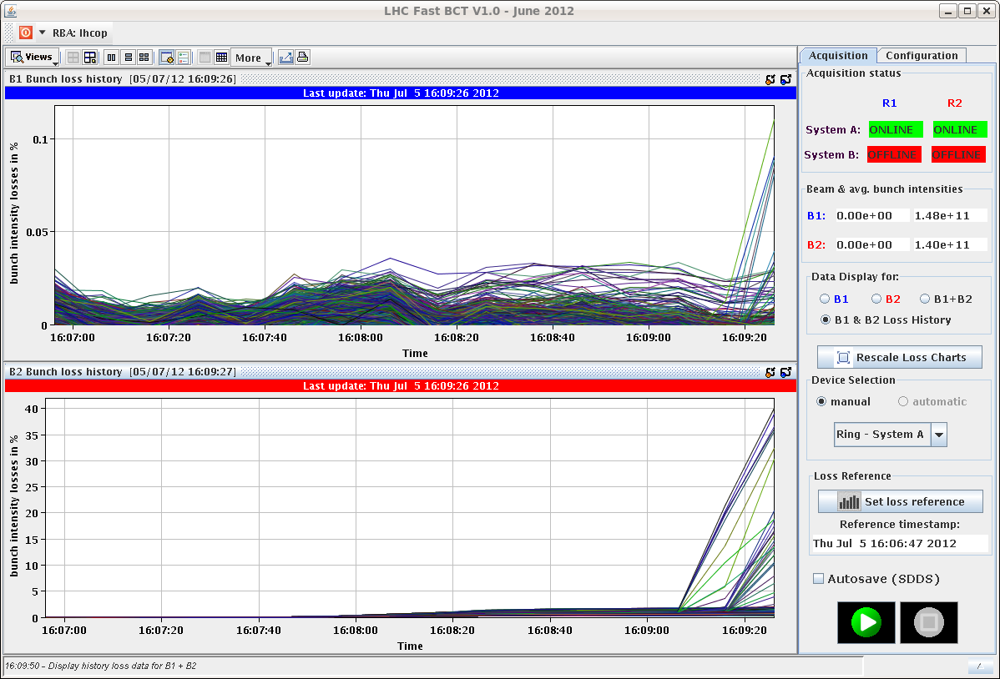 LHC Fast BCT V1.0 - June 2012
RBA: lhcop
Views
More
B1 Bunch loss history [05/07/12 16:09:26]
Last update: Thu Jul 5 16:09:26 2012
bunch intensity losses in %
0.1
0.05
0
16:07:00 16:07:20 16:07:40 16:08:00 16:08:20 16:08:40 16:09:00 16:09:20
Time
B2 Bunch loss history [05/07/12 16:09:27]
Last update: Thu Jul 5 16:09:26 2012
bunch intensity losses in %
40
35
30
25
20
15
10
5
0
16:07:00 16:07:20 16:07:40 16:08:00 16:08:20 16:08:40 16:09:00 16:09:20
Time
16:09:50 - Display history loss data for B1 + B2
Acquisition Configuration
Acquisition status
R1 R2
System A: ONLINE ONLINE
System B: OFFLINE OFFLINE
Beam & avg. bunch intensities
B1: 0.00e+00 1.48e+11
B2: 0.00e+00 1.40e+11
Data Display for:
B1 B2 B1+B2
B1 & B2 Loss History
Rescale Loss Charts
Device Selection
manual automatic
Ring - System A
Loss Reference
Set loss reference
Reference timestamp:
Thu Jul 5 16:06:47 2012
Autosave (SDDS)